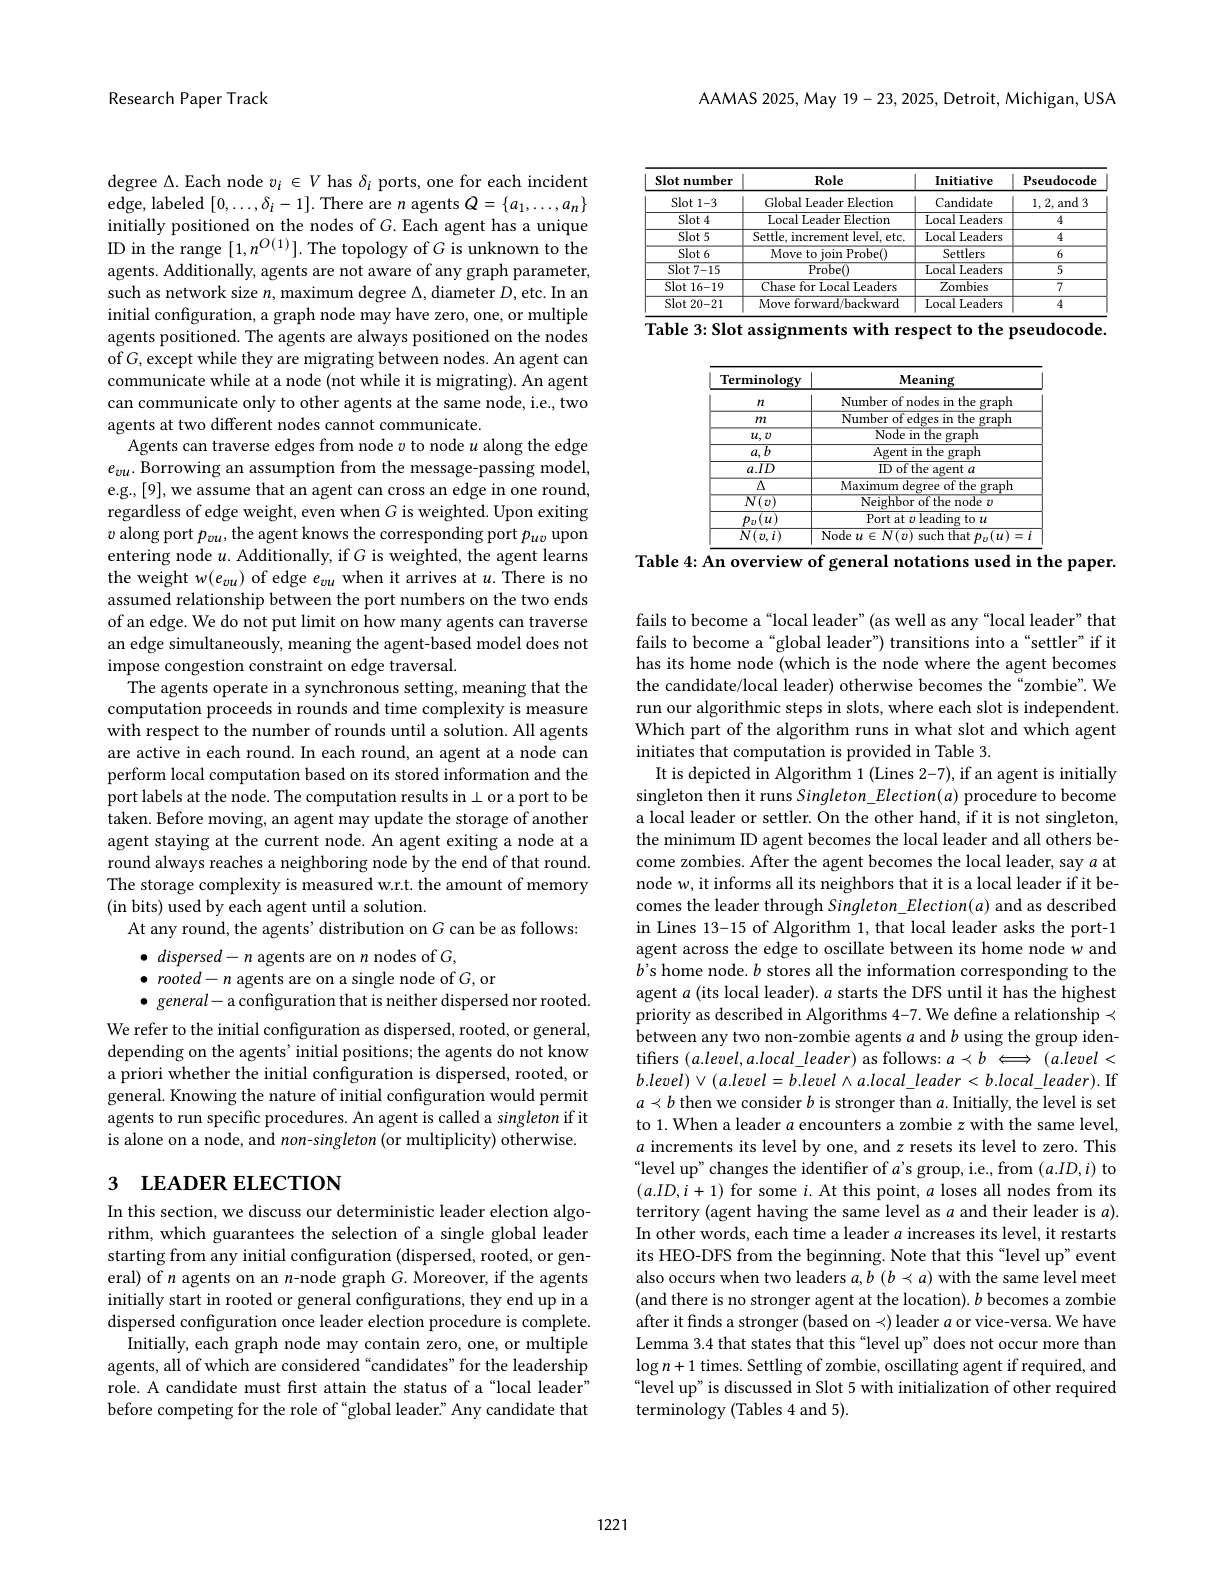 Research Paper Track
AAMAS 2025, May 19 – 23, 2025, Detroit, Michigan, USA
degree Δ. Each node v_i ∈ V has δ_i ports, one for each incident
edge, labeled [0, . . . , δ_i − 1]. There are n agents Q = {a_1, . . . , a_n}
initially positioned on the nodes of G. Each agent has a unique
ID in the range [1, n^{O(1)}]. The topology of G is unknown to the
agents. Additionally, agents are not aware of any graph parameter,
such as network size n, maximum degree Δ, diameter D, etc. In an
initial configuration, a graph node may have zero, one, or multiple
agents positioned. The agents are always positioned on the nodes
of G, except while they are migrating between nodes. An agent can
communicate while at a node (not while it is migrating). An agent
can communicate only to other agents at the same node, i.e., two
agents at two different nodes cannot communicate.
Agents can traverse edges from node v to node u along the edge
e_{vu}. Borrowing an assumption from the message-passing model,
e.g., [9], we assume that an agent can cross an edge in one round,
regardless of edge weight, even when G is weighted. Upon exiting
v along port p_{vu}, the agent knows the corresponding port p_{uv} upon
entering node u. Additionally, if G is weighted, the agent learns
the weight w(e_{vu}) of edge e_{vu} when it arrives at u. There is no
assumed relationship between the port numbers on the two ends
of an edge. We do not put limit on how many agents can traverse
an edge simultaneously, meaning the agent-based model does not
impose congestion constraint on edge traversal.
The agents operate in a synchronous setting, meaning that the
computation proceeds in rounds and time complexity is measure
with respect to the number of rounds until a solution. All agents
are active in each round. In each round, an agent at a node can
perform local computation based on its stored information and the
port labels at the node. The computation results in ⊥ or a port to be
taken. Before moving, an agent may update the storage of another
agent staying at the current node. An agent exiting a node at a
round always reaches a neighboring node by the end of that round.
The storage complexity is measured w.r.t. the amount of memory
(in bits) used by each agent until a solution.
At any round, the agents' distribution on G can be as follows:
• dispersed – n agents are on n nodes of G,
• rooted – n agents are on a single node of G, or
• general – a configuration that is neither dispersed nor rooted.
We refer to the initial configuration as dispersed, rooted, or general,
depending on the agents' initial positions; the agents do not know
a priori whether the initial configuration is dispersed, rooted, or
general. Knowing the nature of initial configuration would permit
agents to run specific procedures. An agent is called a singleton if it
is alone on a node, and non-singleton (or multiplicity) otherwise.
3 LEADER ELECTION
In this section, we discuss our deterministic leader election algo-
rithm, which guarantees the selection of a single global leader
starting from any initial configuration (dispersed, rooted, or gen-
eral) of n agents on an n-node graph G. Moreover, if the agents
initially start in rooted or general configurations, they end up in a
dispersed configuration once leader election procedure is complete.
Initially, each graph node may contain zero, one, or multiple
agents, all of which are considered "candidates" for the leadership
role. A candidate must first attain the status of a "local leader"
before competing for the role of "global leader." Any candidate that
Slot number Role Initiative Pseudocode
Slot 1–3 Global Leader Election Candidate 1, 2, and 3
Slot 4 Local Leader Election Local Leaders 4
Slot 5 Settle, increment level, etc. Local Leaders 4
Slot 6 Move to join Probe() Settlers 6
Slot 7–15 Probe() Local Leaders 5
Slot 16–19 Chase for Local Leaders Zombies 7
Slot 20–21 Move forward/backward Local Leaders 4
Table 3: Slot assignments with respect to the pseudocode.
Terminology Meaning
n Number of nodes in the graph
m Number of edges in the graph
u, v Node in the graph
a, b Agent in the graph
a.ID ID of the agent a
Δ Maximum degree of the graph
N(v) Neighbor of the node v
p_v(u) Port at v leading to u
N(v, i) Node u ∈ N(v) such that p_v(u) = i
Table 4: An overview of general notations used in the paper.
fails to become a "local leader" (as well as any "local leader" that
fails to become a "global leader") transitions into a "settler" if it
has its home node (which is the node where the agent becomes
the candidate/local leader) otherwise becomes the "zombie". We
run our algorithmic steps in slots, where each slot is independent.
Which part of the algorithm runs in what slot and which agent
initiates that computation is provided in Table 3.
It is depicted in Algorithm 1 (Lines 2–7), if an agent is initially
singleton then it runs Singleton_Election(a) procedure to become
a local leader or settler. On the other hand, if it is not singleton,
the minimum ID agent becomes the local leader and all others be-
come zombies. After the agent becomes the local leader, say a at
node w, it informs all its neighbors that it is a local leader if it be-
comes the leader through Singleton_Election(a) and as described
in Lines 13–15 of Algorithm 1, that local leader asks the port-1
agent across the edge to oscillate between its home node w and
b's home node. b stores all the information corresponding to the
agent a (its local leader). a starts the DFS until it has the highest
priority as described in Algorithms 4–7. We define a relationship ≺
between any two non-zombie agents a and b using the group iden-
tifiers (a.level, a.local_leader) as follows: a ≺ b ⟺ (a.level <
b.level) ∨ (a.level = b.level ∧ a.local_leader < b.local_leader). If
a ≺ b then we consider b is stronger than a. Initially, the level is set
to 1. When a leader a encounters a zombie z with the same level,
a increments its level by one, and z resets its level to zero. This
"level up" changes the identifier of a's group, i.e., from (a.ID, i) to
(a.ID, i + 1) for some i. At this point, a loses all nodes from its
territory (agent having the same level as a and their leader is a).
In other words, each time a leader a increases its level, it restarts
its HEO-DFS from the beginning. Note that this "level up" event
also occurs when two leaders a, b (b ≺ a) with the same level meet
(and there is no stronger agent at the location). b becomes a zombie
after it finds a stronger (based on ≺) leader a or vice-versa. We have
Lemma 3.4 that states that this "level up" does not occur more than
log n + 1 times. Settling of zombie, oscillating agent if required, and
"level up" is discussed in Slot 5 with initialization of other required
terminology (Tables 4 and 5).
1221